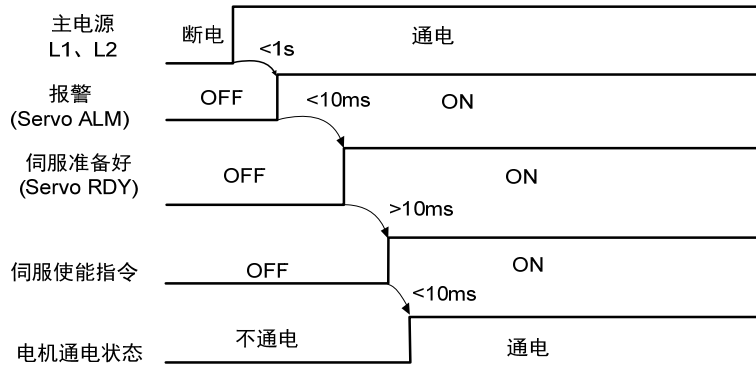 主电源
L1、L2
断电
通电
<1s
报警
(Servo ALM)
OFF
<10ms
ON
伺服准备好
(Servo RDY)
OFF
ON
>10ms
伺服使能指令
OFF
ON
<10ms
电机通电状态
不通电
通电